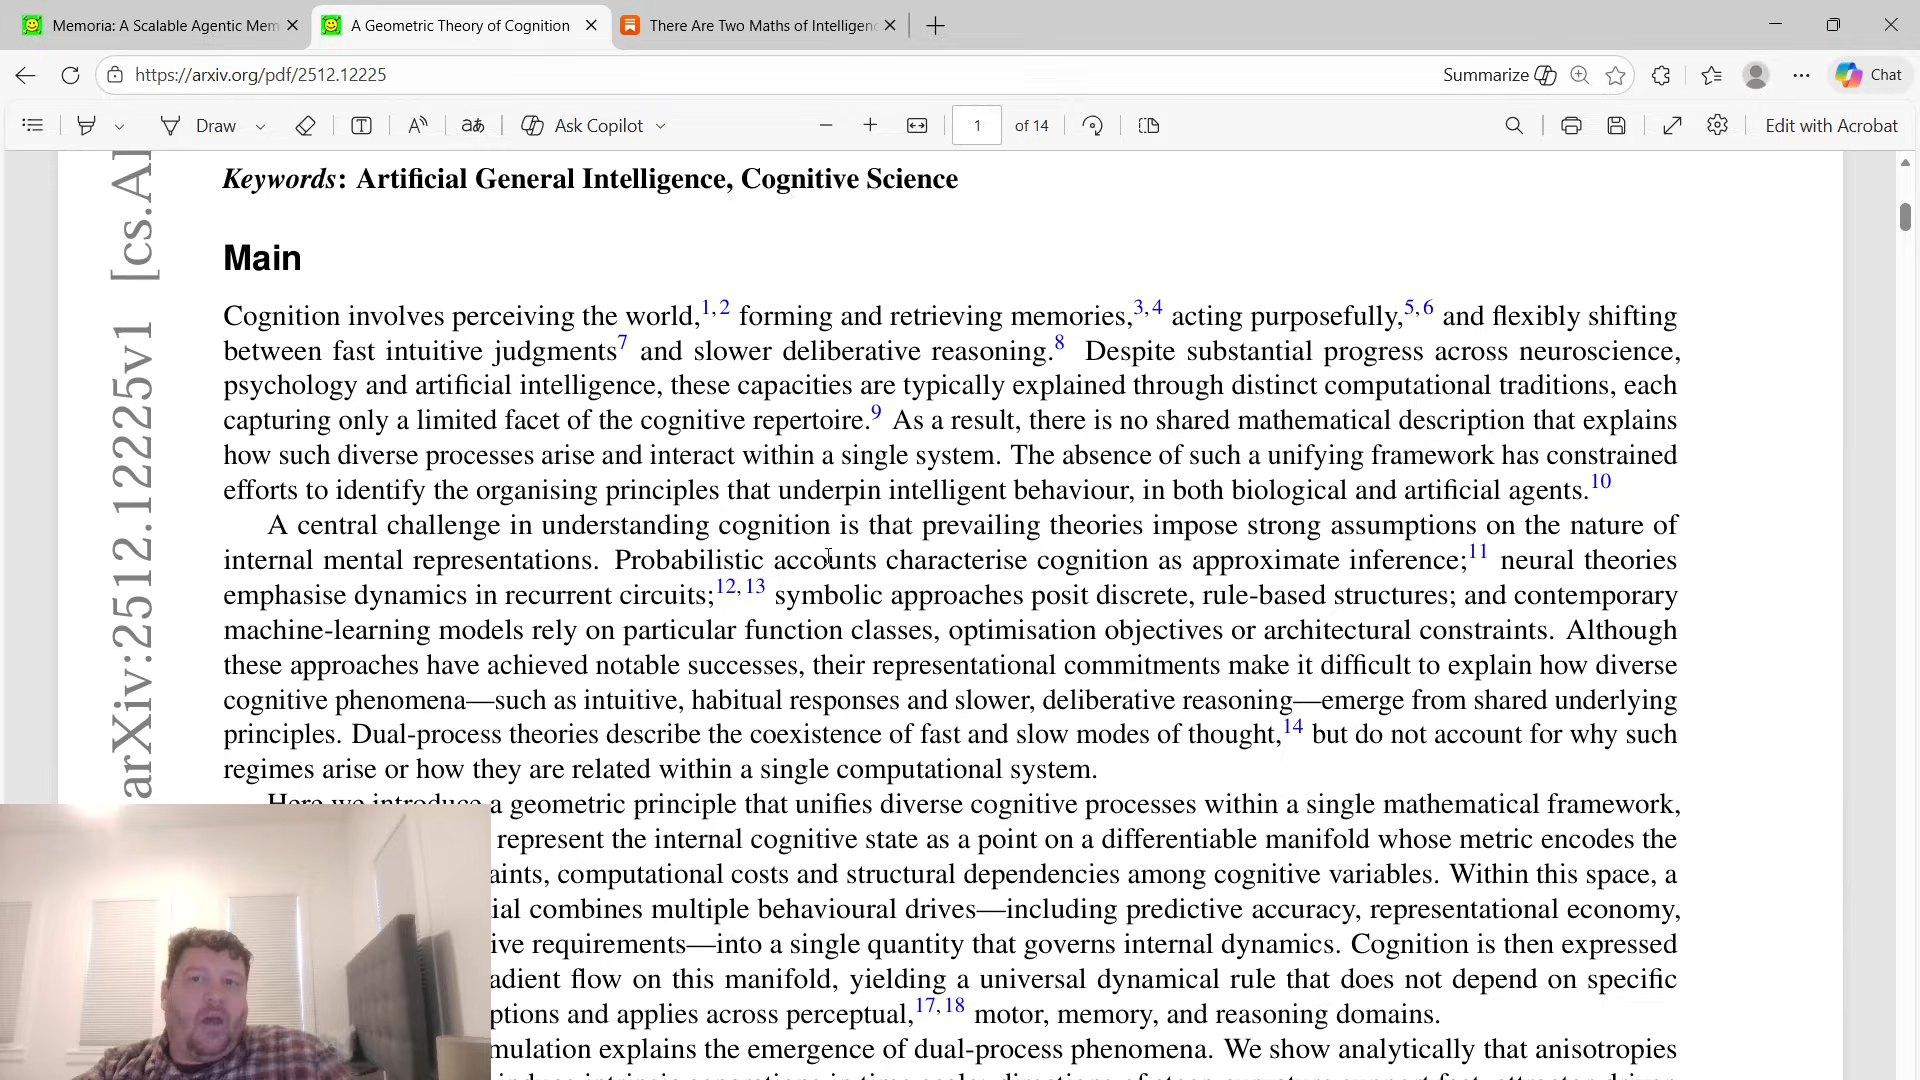 Memoria: A Scalable Agentic Mem
A Geometric Theory of Cognition
There Are Two Maths of Intelligenc
https://arxiv.org/pdf/2512.12225
Summarize
Chat
Draw
Ask Copilot
1
of 14
Edit with Acrobat
arXiv:2512.12225v1 [cs.AI
Keywords: Artificial General Intelligence, Cognitive Science
Main
Cognition involves perceiving the world,1,2 forming and retrieving memories,3,4 acting purposefully,5,6 and flexibly shifting
between fast intuitive judgments7 and slower deliberative reasoning.8 Despite substantial progress across neuroscience,
psychology and artificial intelligence, these capacities are typically explained through distinct computational traditions, each
capturing only a limited facet of the cognitive repertoire.9 As a result, there is no shared mathematical description that explains
how such diverse processes arise and interact within a single system. The absence of such a unifying framework has constrained
efforts to identify the organising principles that underpin intelligent behaviour, in both biological and artificial agents.10
A central challenge in understanding cognition is that prevailing theories impose strong assumptions on the nature of
internal mental representations. Probabilistic accounts characterise cognition as approximate inference;11 neural theories
emphasise dynamics in recurrent circuits;12,13 symbolic approaches posit discrete, rule-based structures; and contemporary
machine-learning models rely on particular function classes, optimisation objectives or architectural constraints. Although
these approaches have achieved notable successes, their representational commitments make it difficult to explain how diverse
cognitive phenomena—such as intuitive, habitual responses and slower, deliberative reasoning—emerge from shared underlying
principles. Dual-process theories describe the coexistence of fast and slow modes of thought,14 but do not account for why such
regimes arise or how they are related within a single computational system.
Here we introduce a geometric principle that unifies diverse cognitive processes within a single mathematical framework,
represent the internal cognitive state as a point on a differentiable manifold whose metric encodes the
aints, computational costs and structural dependencies among cognitive variables. Within this space, a
ial combines multiple behavioural drives—including predictive accuracy, representational economy,
ive requirements—into a single quantity that governs internal dynamics. Cognition is then expressed
adient flow on this manifold, yielding a universal dynamical rule that does not depend on specific
ptions and applies across perceptual,17,18 motor, memory, and reasoning domains.
mulation explains the emergence of dual-process phenomena. We show analytically that anisotropies